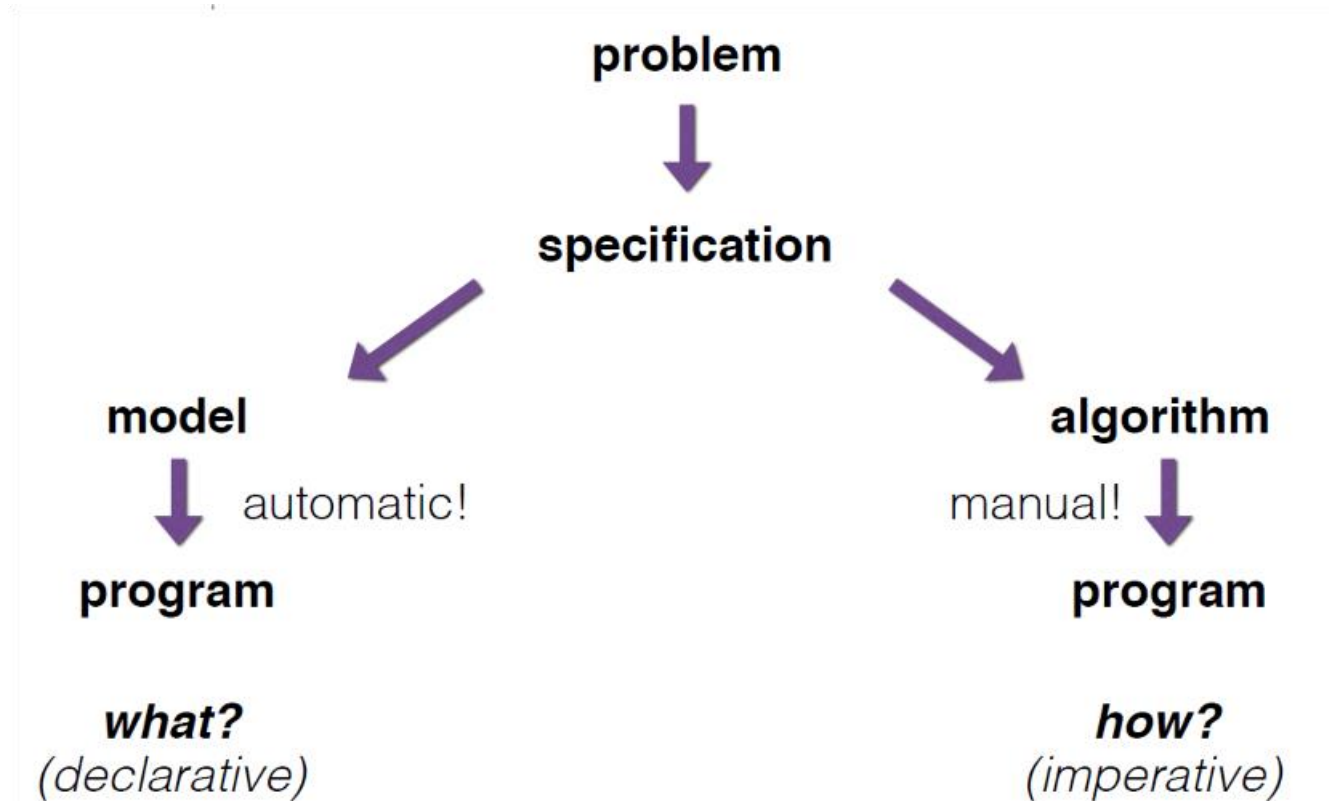 problem
specification
model
algorithm
automatic!
manual!
program
program
what?
how?
(declarative)
(imperative)